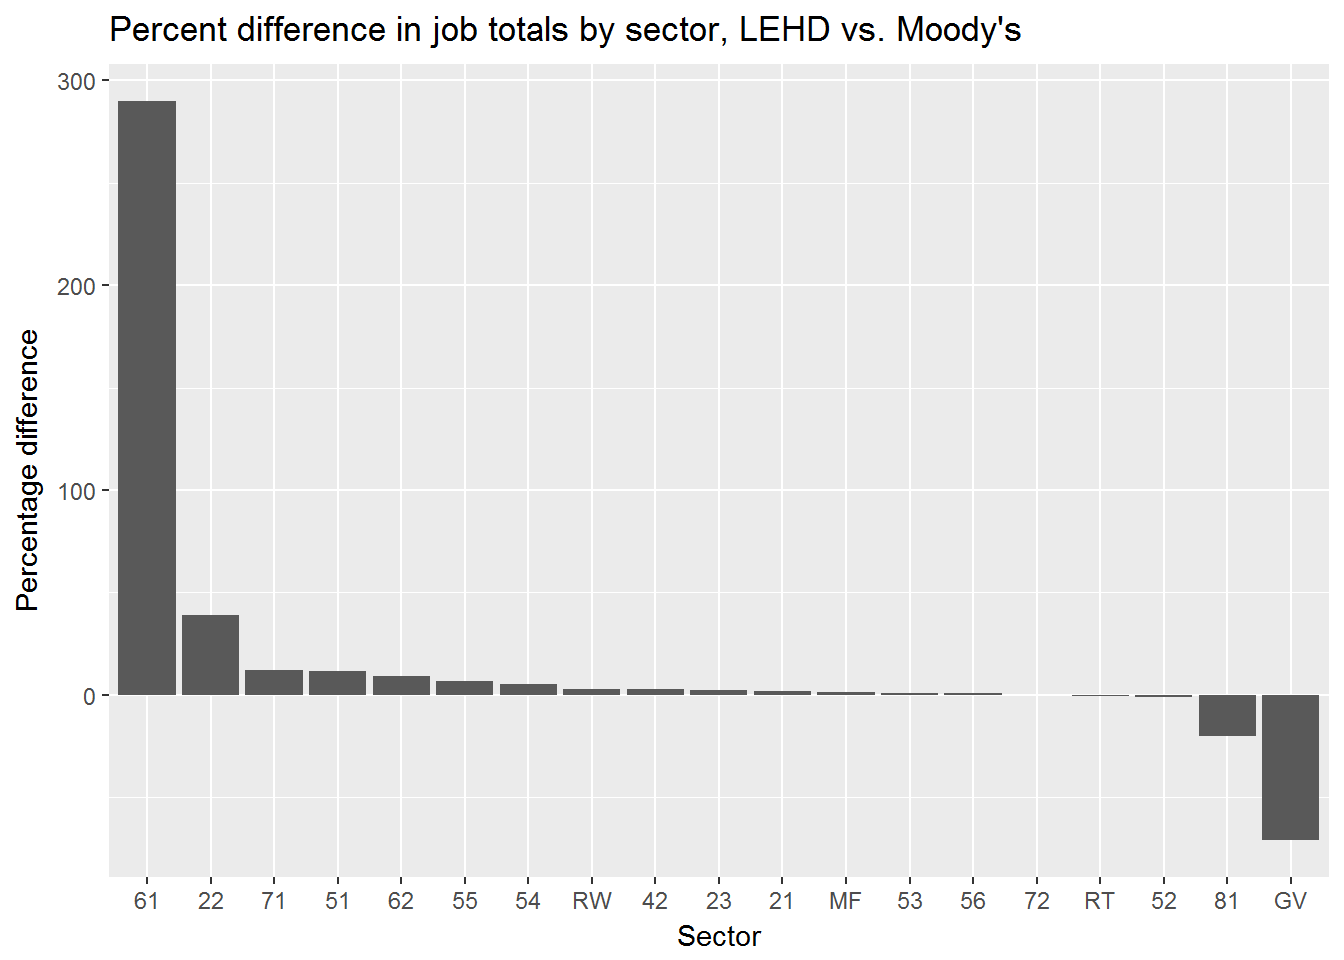 Percent difference in job totals by sector, LEHD vs. Moody's
300
200
100
0
Percentage difference
61 22 71 51 62 55 54 RW 42 23 21 MF 53 56 72 RT 52 81 GV
Sector